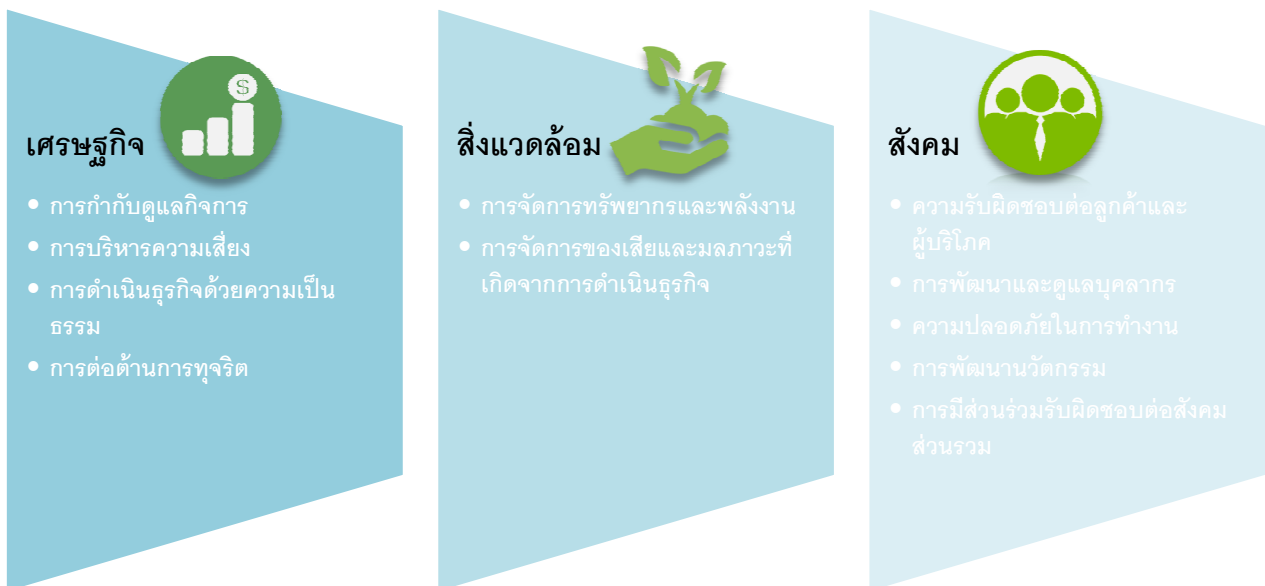 เศรษฐกิจ
• การกำกับดูแลกิจการ
• การบริหารความเสี่ยง
• การดำเนินธุรกิจด้วยความเป็น
ธรรม
• การต่อต้านการทุจริต
สิ่งแวดล้อม
• การจัดการทรัพยากรและพลังงาน
• การจัดการของเสียและมลภาวะที่
เกิดจากการดำเนินธุรกิจ
สังคม
• ความรับผิดชอบต่อลูกค้าและ
ผู้บริโภค
• การพัฒนาและดูแลบุคลากร
• ความปลอดภัยในการทำงาน
• การพัฒนานวัตกรรม
• การมีส่วนร่วมรับผิดชอบต่อสังคม
ส่วนรวม